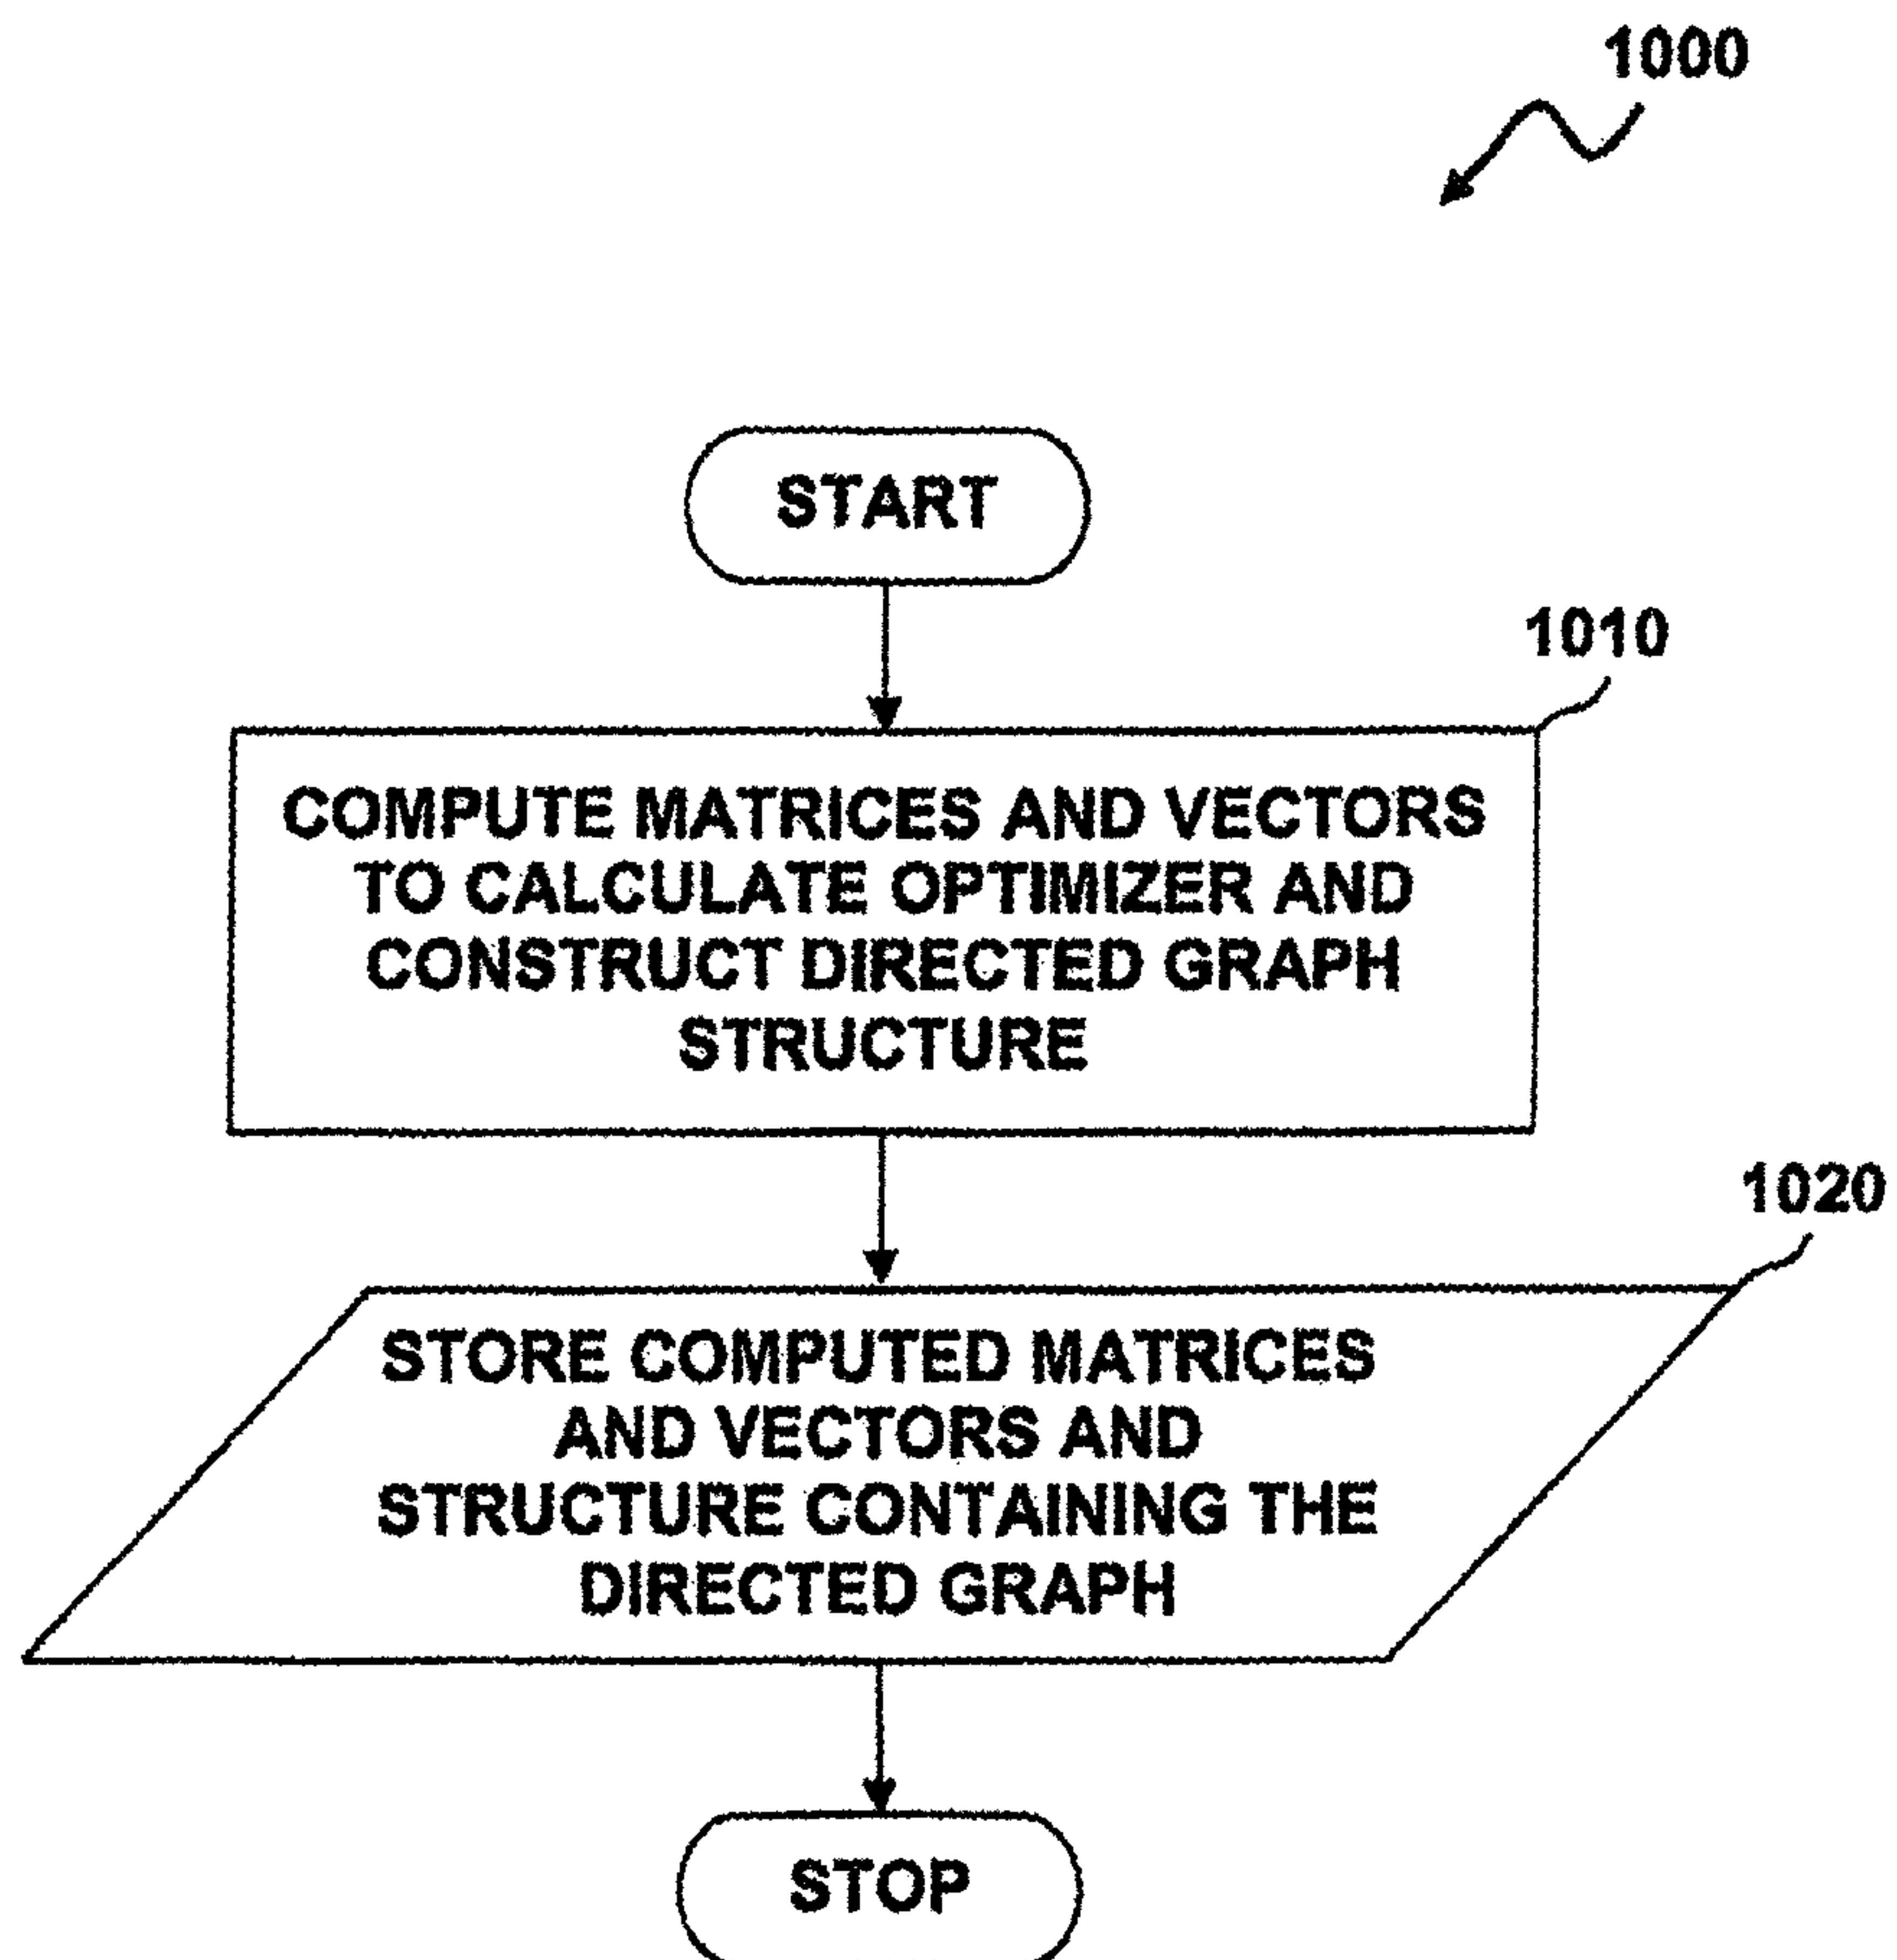 1000
START
1010
COMPUTE MATRICES AND VECTORS
TO CALCULATE OPTIMIZER AND
CONSTRUCT DIRECTED GRAPH
STRUCTURE
1020
STORE COMPUTED MATRICES
AND VECTORS AND
STRUCTURE CONTAINING THE
DIRECTED GRAPH
STOP